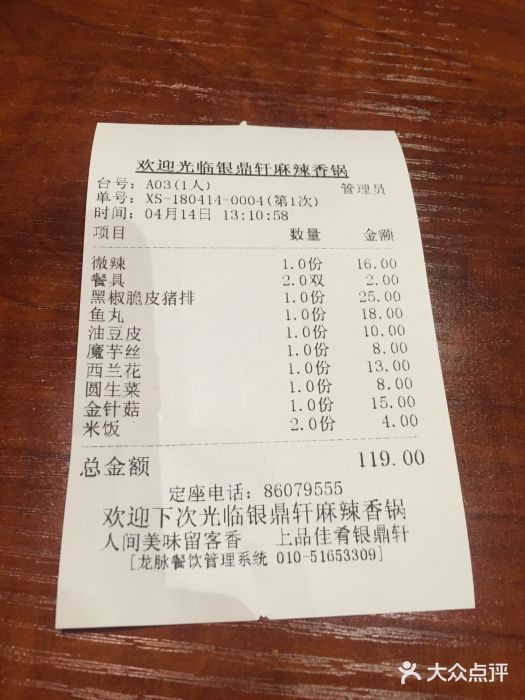 欢迎光临银鼎轩麻辣香锅
台号: A03(1人) 管理员
单号: XS-180414-0004(第1次)
时间: 04月14日 13:10:58
项目 数量 金额
微辣 1.0份 16.00
餐具 2.0双 2.00
黑椒脆皮猪排 1.0份 25.00
鱼丸 1.0份 18.00
油豆皮 1.0份 10.00
魔芋丝 1.0份 8.00
西兰花 1.0份 13.00
圆生菜 1.0份 8.00
金针菇 1.0份 15.00
米饭 2.0份 4.00
总金额 119.00
定座电话: 86079555
欢迎下次光临银鼎轩麻辣香锅
人间美味留客香 上品佳肴银鼎轩
[龙脉餐饮管理系统 010-51653309]
大众点评